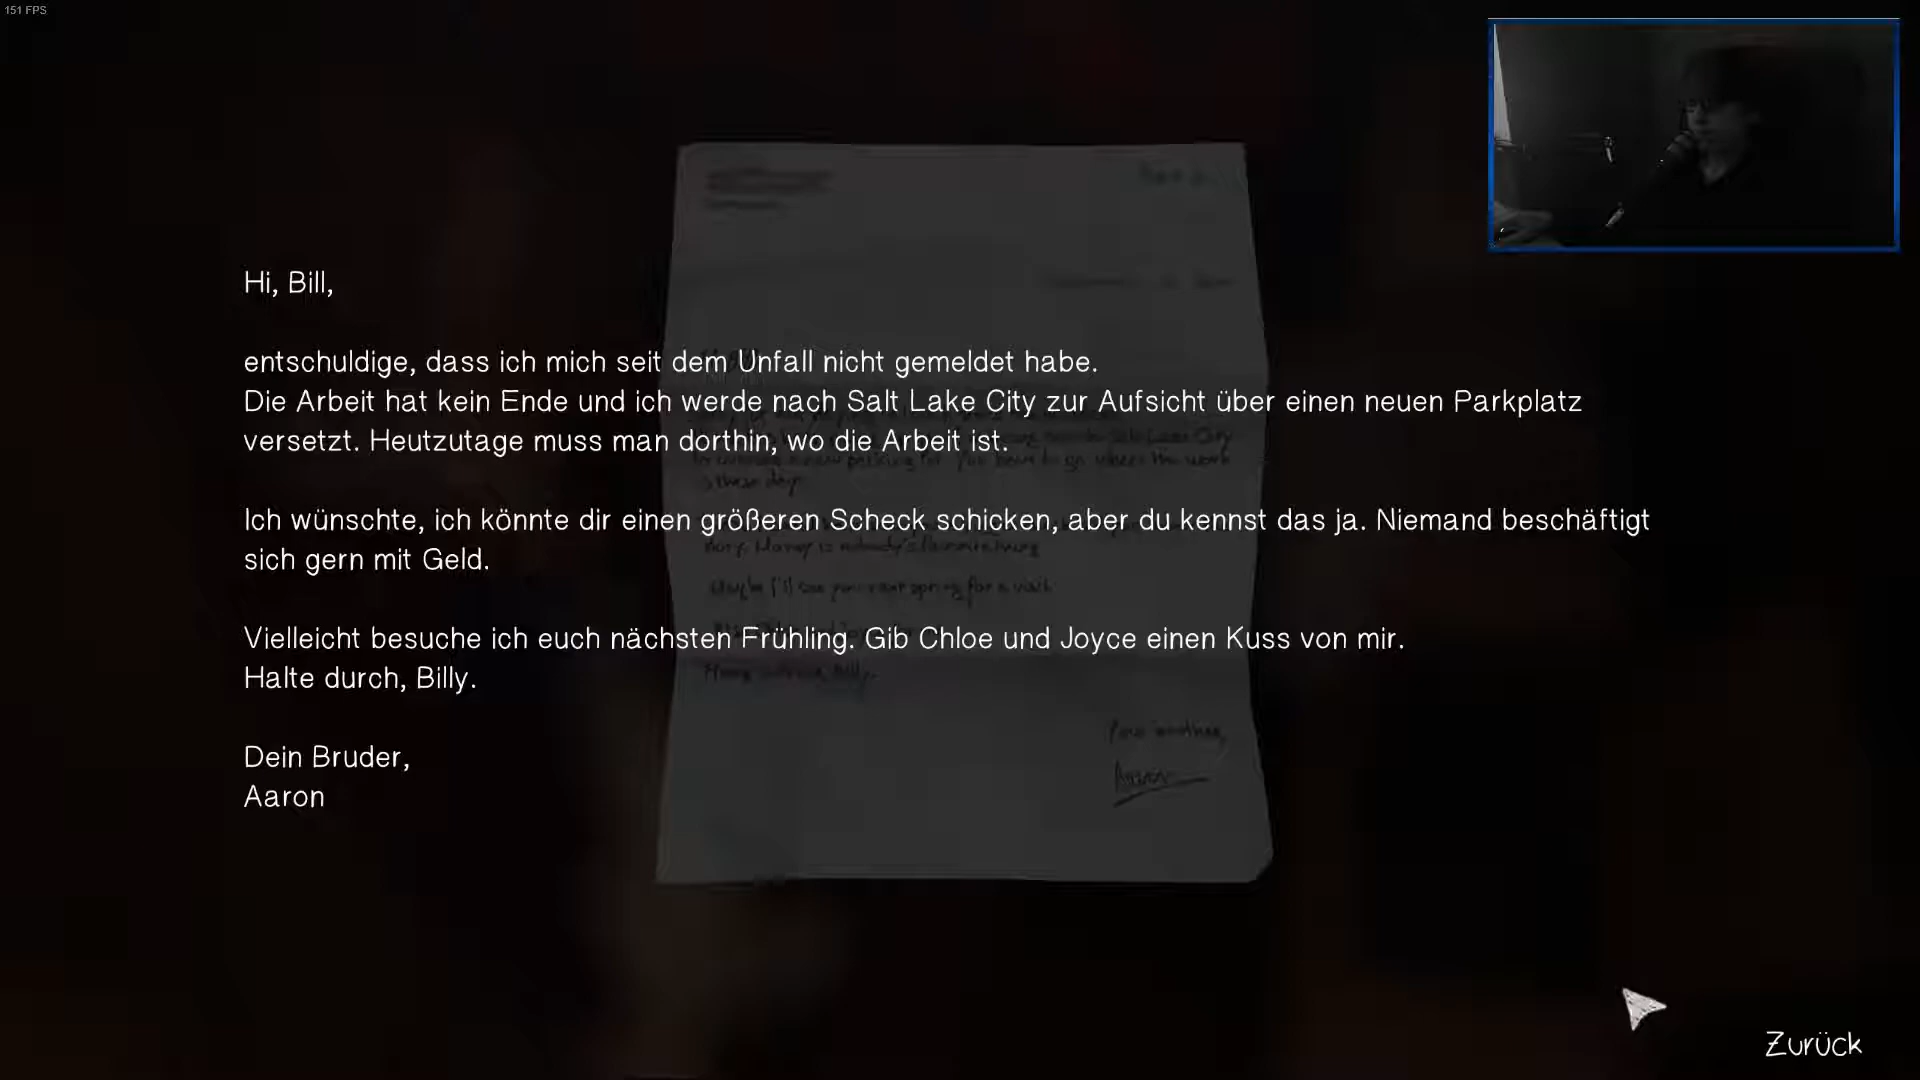 151 FPS
Hi, Bill,
entschuldige, dass ich mich seit dem Unfall nicht gemeldet habe.
Die Arbeit hat kein Ende und ich werde nach Salt Lake City zur Aufsicht über einen neuen Parkplatz
versetzt. Heutzutage muss man dorthin, wo die Arbeit ist.
Ich wünschte, ich könnte dir einen größeren Scheck schicken, aber du kennst das ja. Niemand beschäftigt
sich gern mit Geld.
Vielleicht besuche ich euch nächsten Frühling. Gib Chloe und Joyce einen Kuss von mir.
Halte durch, Billy.
Dein Bruder,
Aaron
Zurück